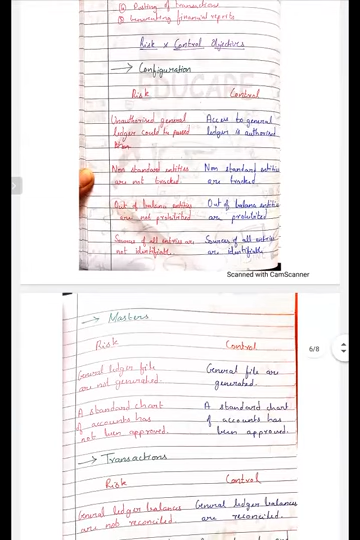 ④ Posting of transactions
⑤ Generating financial reports
Risk & Control Objectives
→ Configuration
Risk Control
Unauthorised general Access to general
ledger could be passed ledger is authorised
Non standard entities Non standard entities
are not tracked. are tracked
Out of balance entities Out of balans entities
are not prohibited are prohibited
Sources of all entries are Sources of all entries
not identifiable. are identifiable
Scanned with CamScanner
→ Masters
Risk Control
General ledger file General file are
are not generated. generated.
A standard chart A standard chart
of accounts has of accounts has
not been approved. been approved.
6/8
→ Transactions
Risk Control
General ledger balances General ledger balances
are not reconciled. are reconciled.